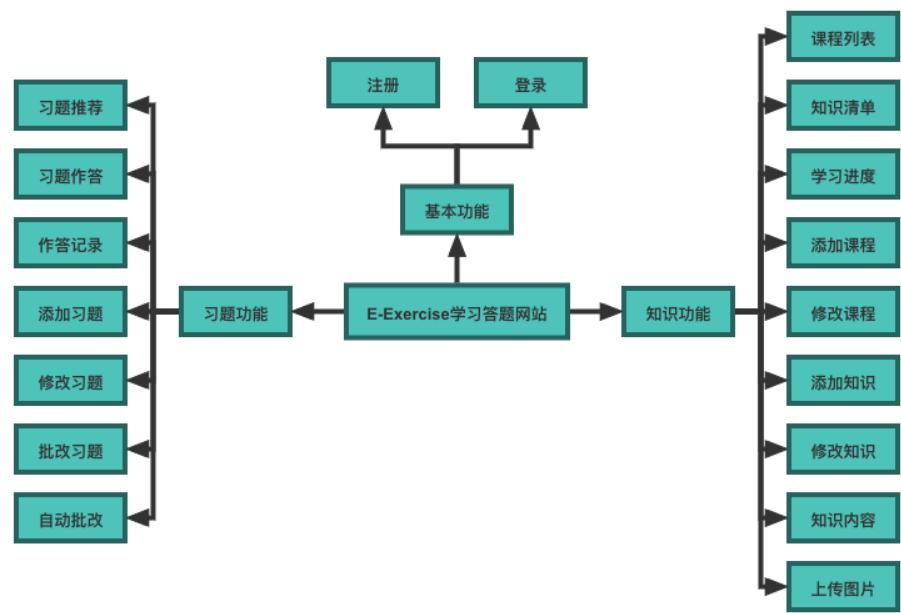 课程列表
注册
登录
习题推荐
知识清单
习题作答
学习进度
基本功能
作答记录
添加课程
添加习题
习题功能
E-Exercise学习答题网站
知识功能
修改课程
修改习题
添加知识
批改习题
修改知识
自动批改
知识内容
上传图片